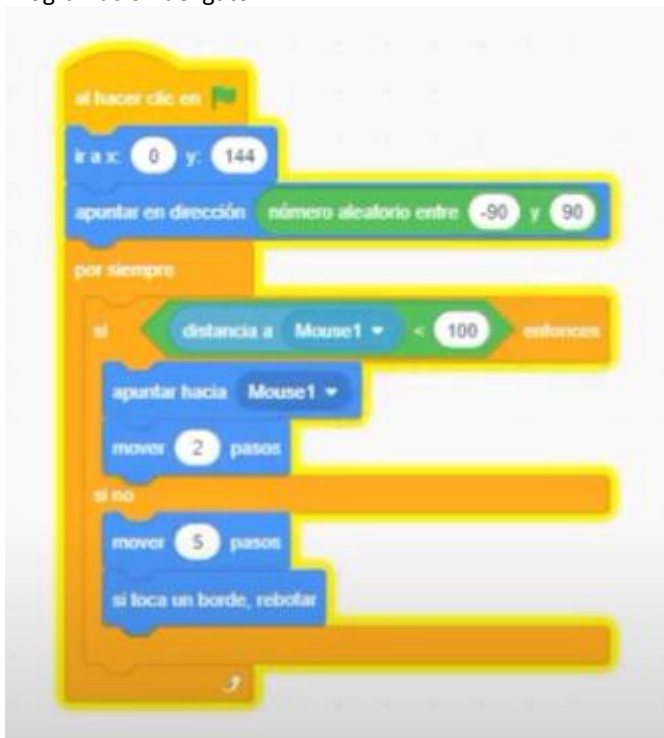 al hacer clic en
ir a x: 0 y: 144
apuntar en dirección número aleatorio entre -90 y 90
por siempre
si distancia a Mouse1 < 100 entonces
apuntar hacia Mouse1
mover 2 pasos
si no
mover 5 pasos
si toca un borde, rebotar